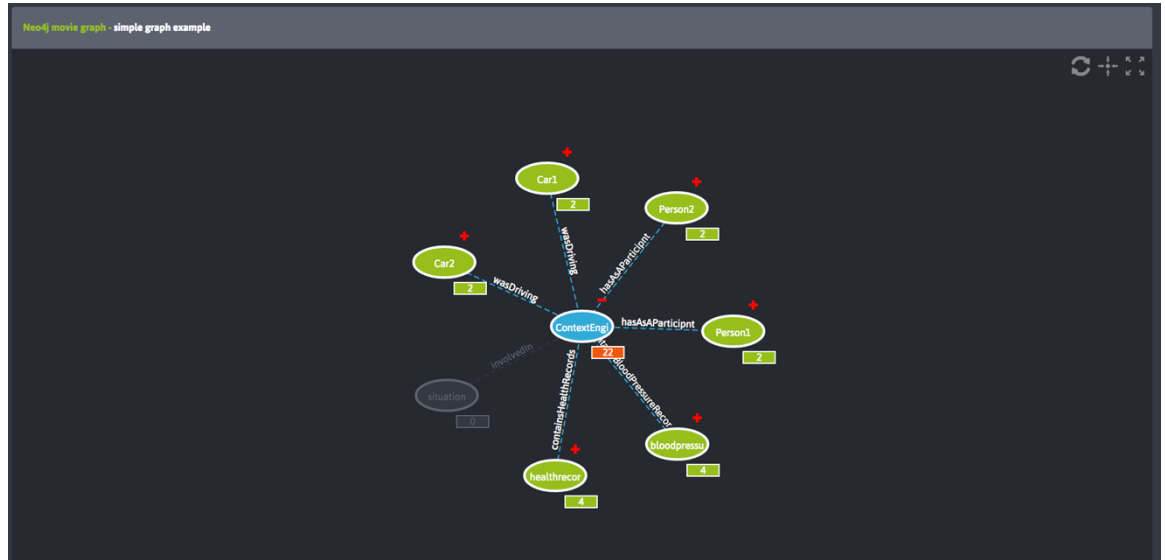 Neo4j movie graph - simple graph example
Car1
2
Person2
2
wasDriving
hasAsAParticipnt
Car2
2
wasDriving
ContextEngi
22
hasAsAParticipnt
Person1
2
involvedIn
situation
0
containsHealthRecords
BloodPressureRecor
bloodpressu
4
healthrecor
4